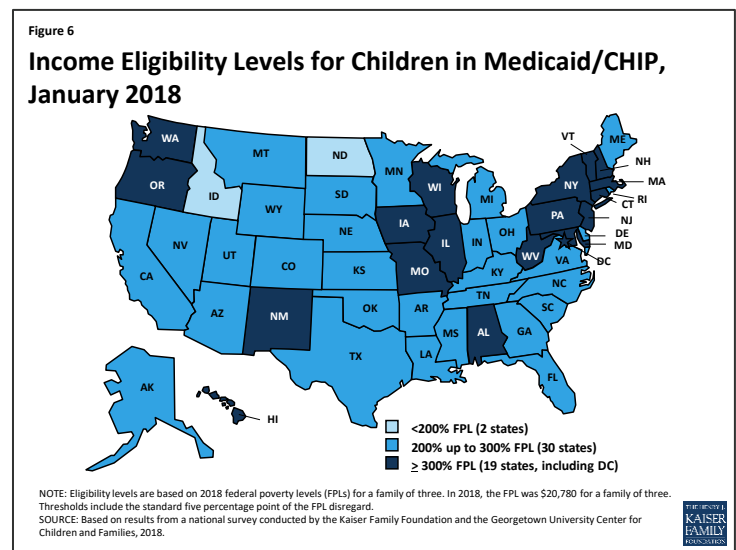 Figure 6
Income Eligibility Levels for Children in Medicaid/CHIP,
January 2018
WA
OR
ID
MT
ND
MN
WI
MI
VT
ME
NH
NY
MA
RI
CT
NJ
DE
MD
DC
PA
SD
WY
NE
IA
IL
IN
OH
WV
VA
NV
UT
CO
KS
MO
KY
NC
TN
SC
CA
AZ
NM
OK
AR
MS
AL
GA
TX
LA
FL
AK
HI
<200% FPL (2 states)
200% up to 300% FPL (30 states)
≥ 300% FPL (19 states, including DC)
NOTE: Eligibility levels are based on 2018 federal poverty levels (FPLs) for a family of three. In 2018, the FPL was $20,780 for a family of three.
Thresholds include the standard five percentage point of the FPL disregard.
SOURCE: Based on results from a national survey conducted by the Kaiser Family Foundation and the Georgetown University Center for
Children and Families, 2018.
THE HENRY J.
KAISER
FAMILY
FOUNDATION